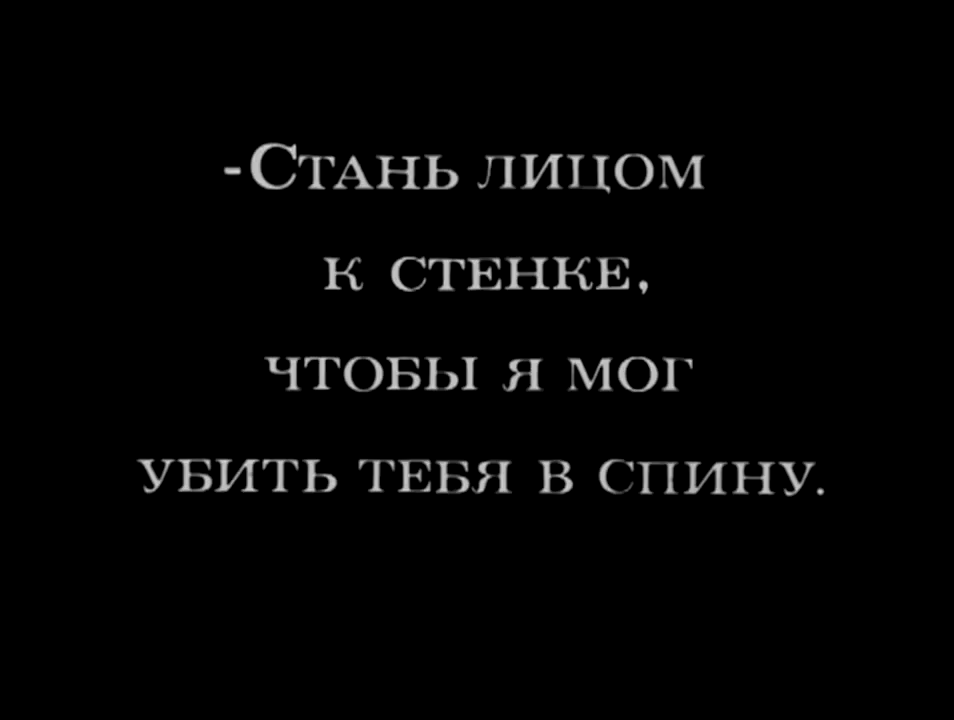 -Стань лицом
к стенке,
чтобы я мог
убить тебя в спину.